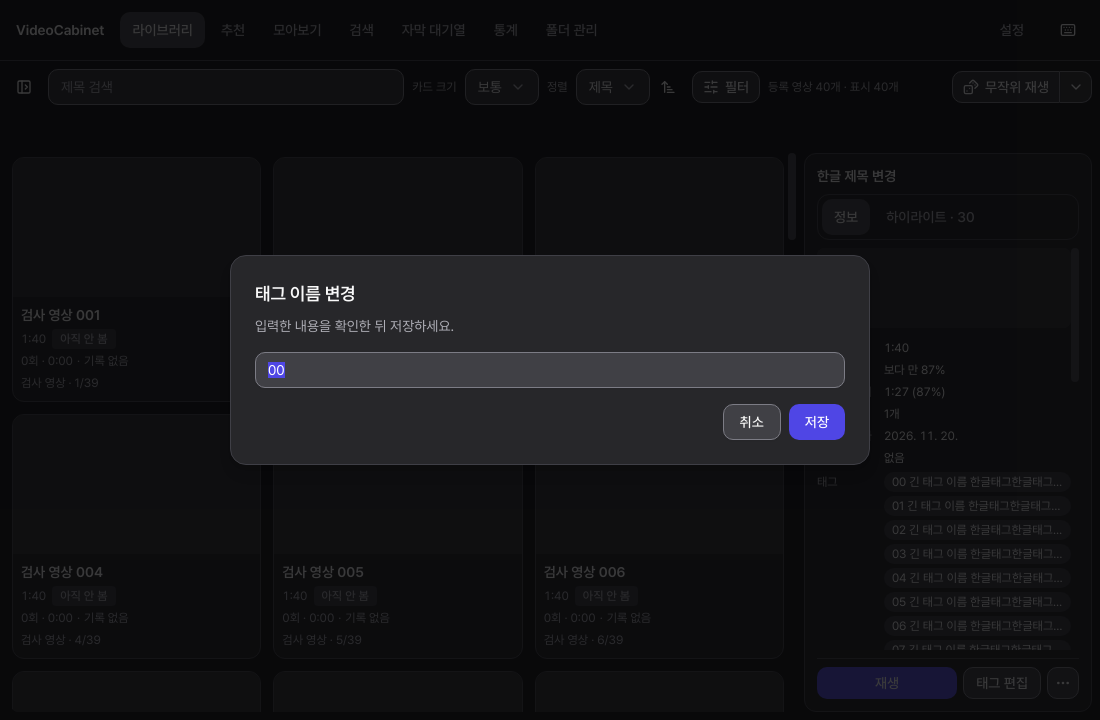 VideoCabinet 라이브러리 추천 모아보기 검색 자막 대기열 통계 폴더 관리 설정
제목 검색 카드 크기 보통 정렬 제목 필터 등록 영상 40개 · 표시 40개 무작위 재생
한글 제목 변경
정보 하이라이트 · 30
태그 이름 변경
입력한 내용을 확인한 뒤 저장하세요.
00
취소 저장
검사 영상 001
1:40 아직 안 봄
0회 · 0:00 · 기록 없음
검사 영상 · 1/39
검사 영상 004
1:40 아직 안 봄
0회 · 0:00 · 기록 없음
검사 영상 · 4/39
검사 영상 005
1:40 아직 안 봄
0회 · 0:00 · 기록 없음
검사 영상 · 5/39
검사 영상 006
1:40 아직 안 봄
0회 · 0:00 · 기록 없음
검사 영상 · 6/39
1:40
보다 만 87%
1:27 (87%)
1개
2026. 11. 20.
없음
태그 00 긴 태그 이름 한글태그한글태그...
01 긴 태그 이름 한글태그한글태그...
02 긴 태그 이름 한글태그한글태그...
03 긴 태그 이름 한글태그한글태그...
04 긴 태그 이름 한글태그한글태그...
05 긴 태그 이름 한글태그한글태그...
06 긴 태그 이름 한글태그한글태그...
07 긴 태그 이름 한글태그한글태그...
재생 태그 편집